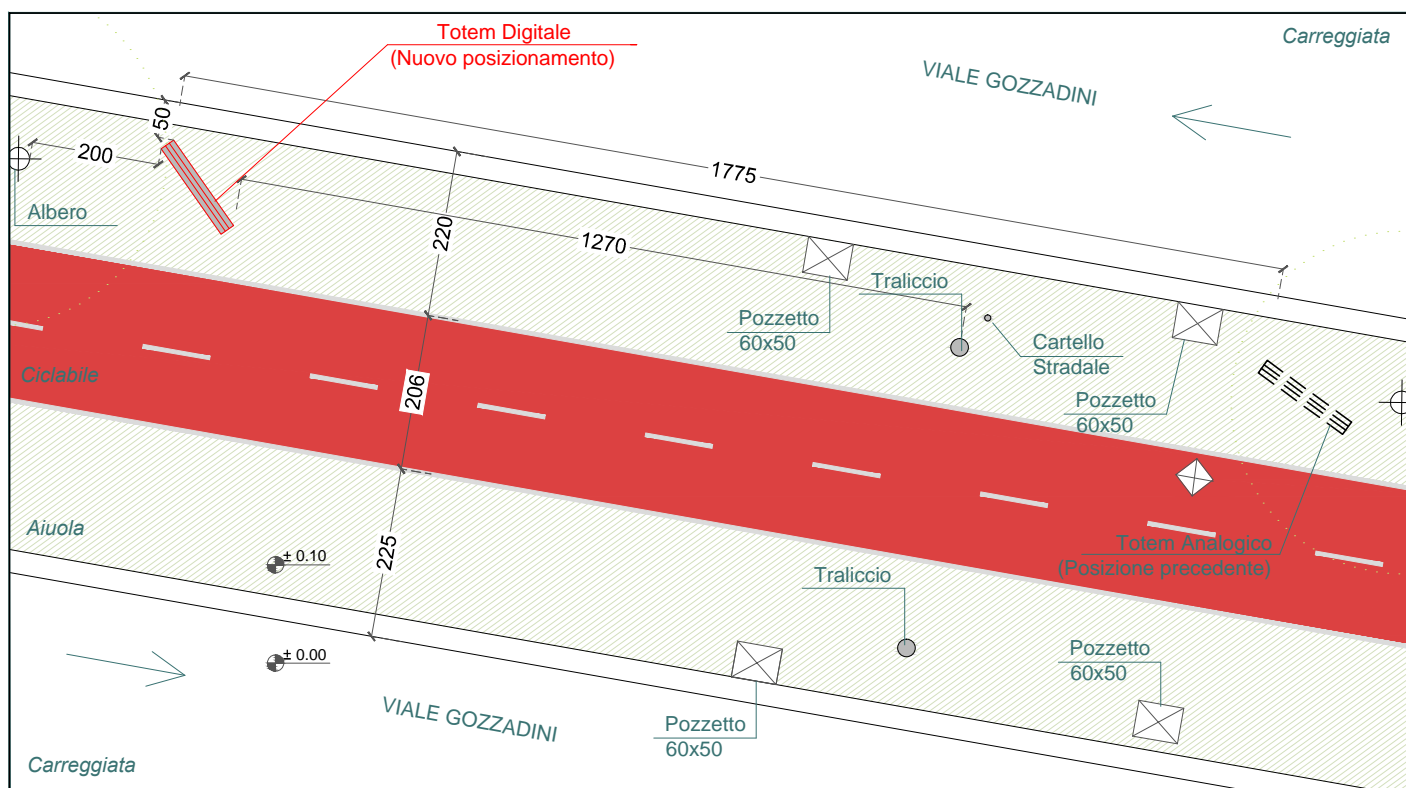 Totem Digitale
(Nuovo posizionamento)
Carreggiata
VIALE GOZZADINI
50
200
1775
Albero
220
1270
Traliccio
Pozzetto
60x50
Cartello
Stradale
Pozzetto
60x50
Ciclabile
206
Aiuola
Totem Analogico
(Posizione precedente)
± 0.10
225
Traliccio
± 0.00
Pozzetto
60x50
VIALE GOZZADINI
Pozzetto
60x50
Carreggiata